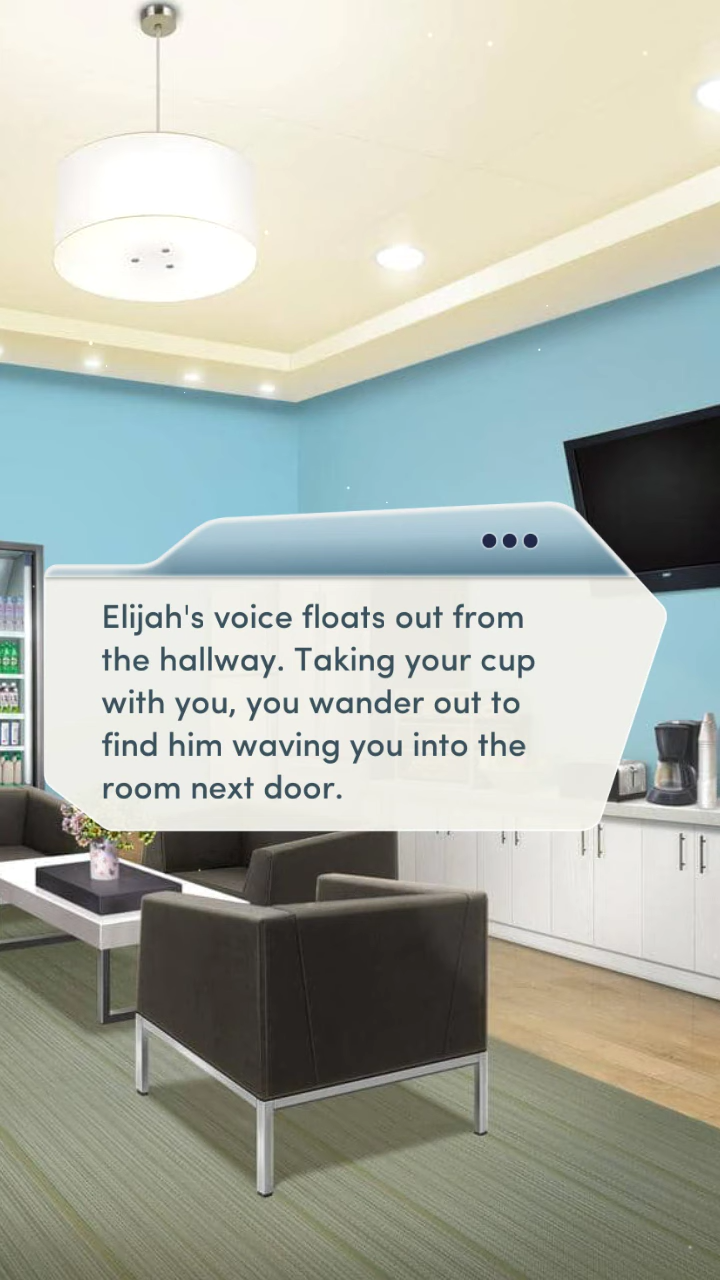 Elijah's voice floats out from
the hallway. Taking your cup
with you, you wander out to
find him waving you into the
room next door.